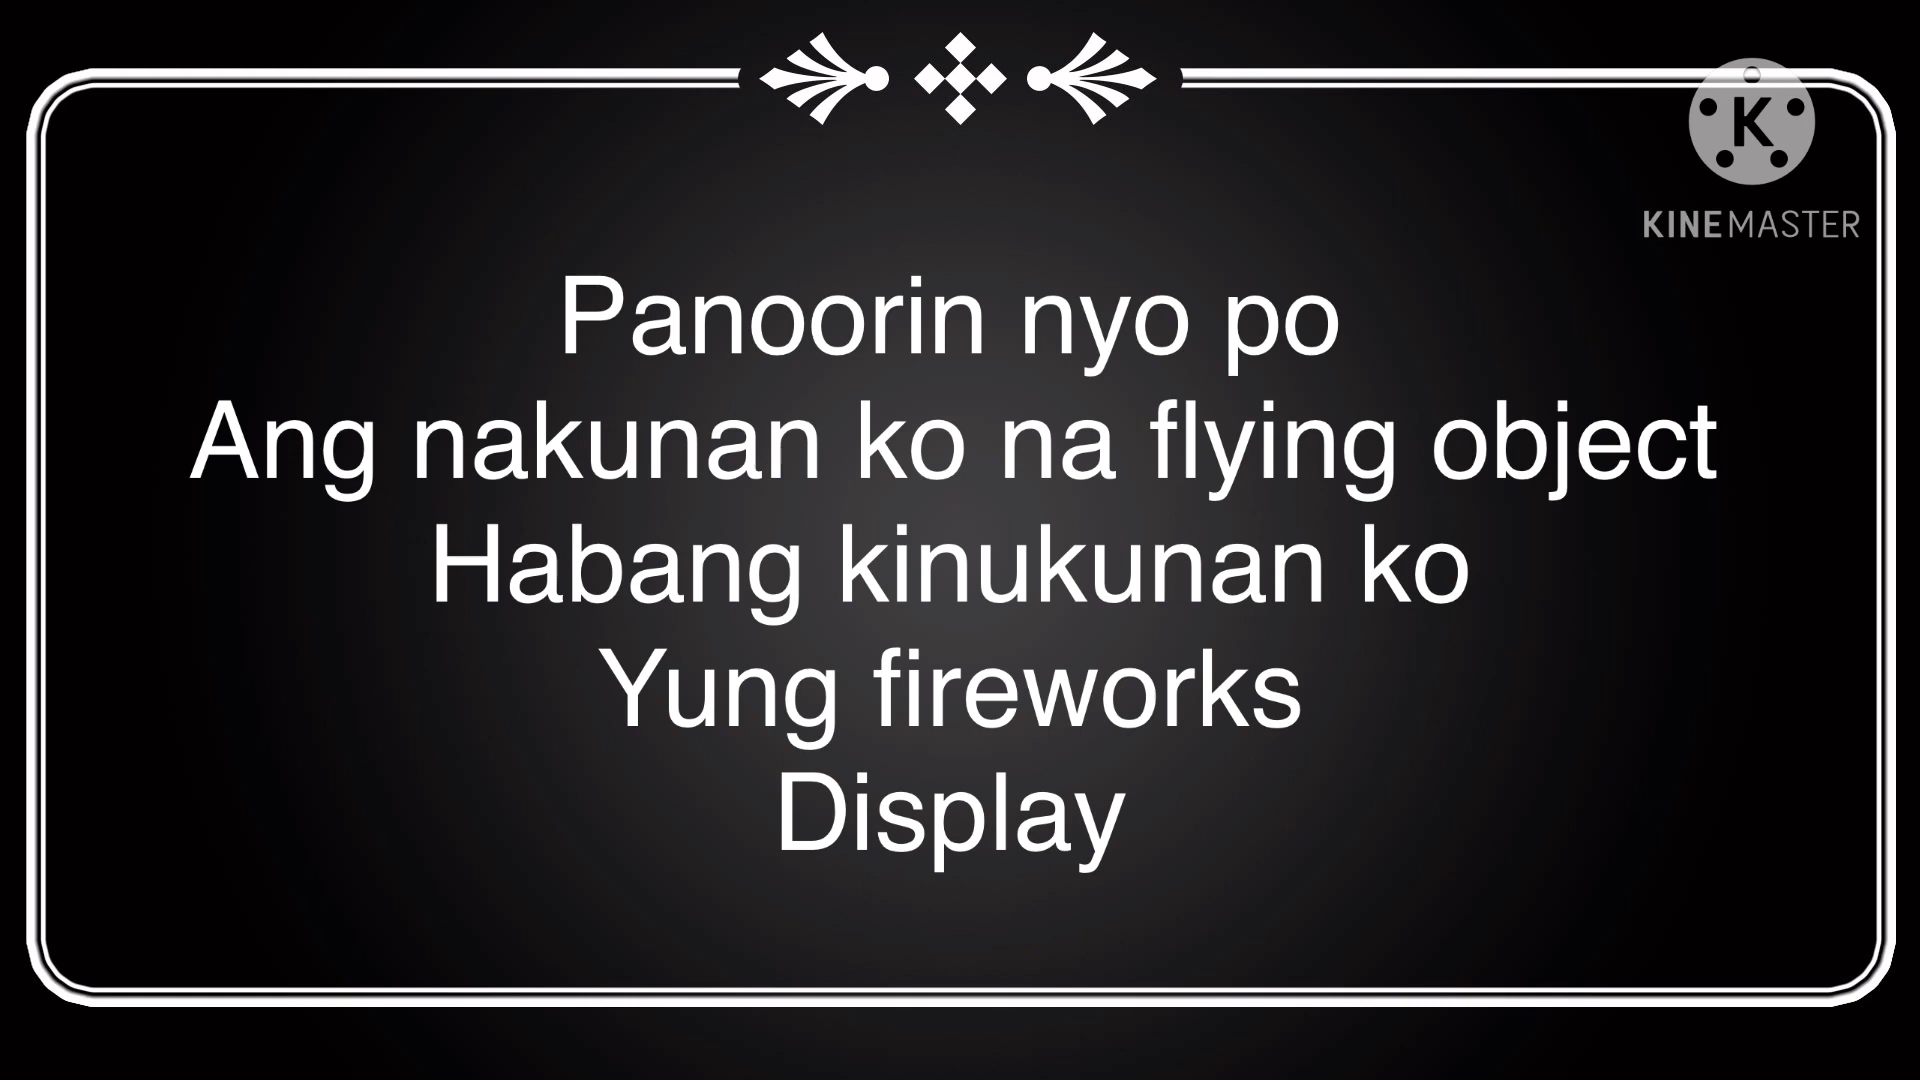 K
KINEMASTER
Panoorin nyo po
Ang nakunan ko na flying object
Habang kinukunan ko
Yung fireworks
Display